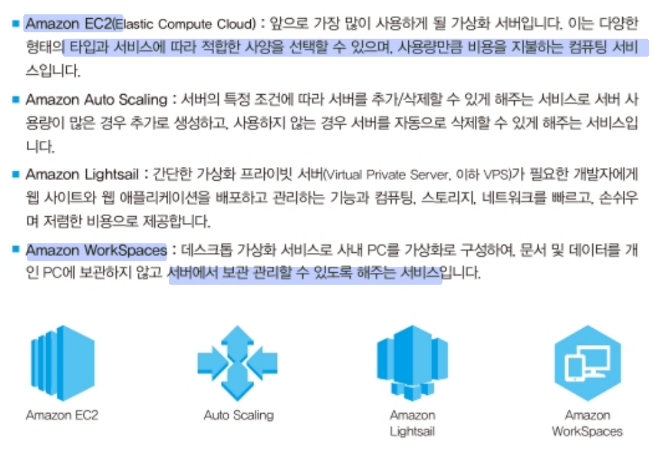 ■ Amazon EC2(Elastic Compute Cloud) : 앞으로 가장 많이 사용하게 될 가상화 서버입니다. 이는 다양한
형태의 타입과 서비스에 따라 적합한 사양을 선택할 수 있으며, 사용량만큼 비용을 지불하는 컴퓨팅 서비
스입니다.
■ Amazon Auto Scaling : 서버의 특정 조건에 따라 서버를 추가/삭제할 수 있게 해주는 서비스로 서버 사
용량이 많은 경우 추가로 생성하고, 사용하지 않는 경우 서버를 자동으로 삭제할 수 있게 해주는 서비스입
니다.
■ Amazon Lightsail : 간단한 가상화 프라이빗 서버(Virtual Private Server, 이하 VPS)가 필요한 개발자에게
웹 사이트와 웹 애플리케이션을 배포하고 관리하는 기능과 컴퓨팅, 스토리지, 네트워크를 빠르고, 손쉬우
며 저렴한 비용으로 제공합니다.
■ Amazon WorkSpaces : 데스크톱 가상화 서비스로 사내 PC를 가상화로 구성하여, 문서 및 데이터를 개
인 PC에 보관하지 않고 서버에서 보관 관리할 수 있도록 해주는 서비스입니다.
Amazon EC2
Auto Scaling
Amazon
Lightsail
Amazon
WorkSpaces